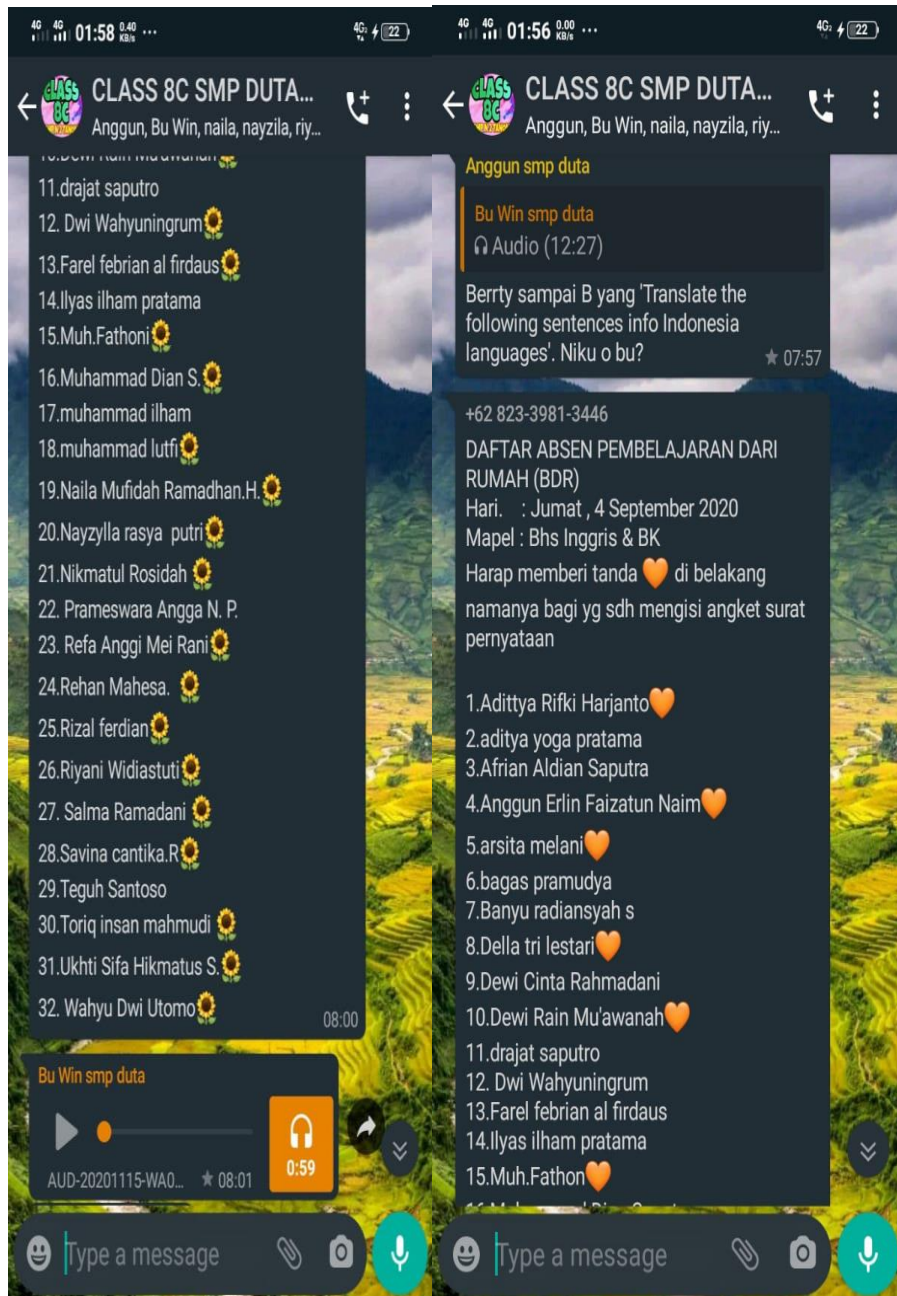 4G 4G 01:58 0.40 KB/s ... 4G 22
CLASS 8C SMP DUTA...
Anggun, Bu Win, naila, nayzila, riy...
10.Dewi Rain Mu'awanah🌻
11.drajat saputro
12. Dwi Wahyuningrum🌻
13.Farel febrian al firdaus🌻
14.Ilyas ilham pratama
15.Muh.Fathoni🌻
16.Muhammad Dian S.🌻
17.muhammad ilham
18.muhammad lutfi🌻
19.Naila Mufidah Ramadhan.H.🌻
20.Nayzylla rasya putri🌻
21.Nikmatul Rosidah 🌻
22. Prameswara Angga N. P.
23. Refa Anggi Mei Rani🌻
24.Rehan Mahesa. 🌻
25.Rizal ferdian🌻
26.Riyani Widiastuti🌻
27. Salma Ramadani 🌻
28.Savina cantika.R🌻
29.Teguh Santoso
30.Toriq insan mahmudi 🌻
31.Ukhti Sifa Hikmatus S.🌻
32. Wahyu Dwi Utomo🌻
08:00
Bu Win smp duta
0:59
AUD-20201115-WA0... ★ 08:01
Type a message
4G 4G 01:56 0.00 KB/s ... 4G 22
CLASS 8C SMP DUTA...
Anggun, Bu Win, naila, nayzila, riy...
Anggun smp duta
Bu Win smp duta
Audio (12:27)
Berrty sampai B yang 'Translate the
following sentences info Indonesia
languages'. Niku o bu?
★ 07:57
+62 823-3981-3446
DAFTAR ABSEN PEMBELAJARAN DARI
RUMAH (BDR)
Hari. : Jumat , 4 September 2020
Mapel : Bhs Inggris & BK
Harap memberi tanda 🧡 di belakang
namanya bagi yg sdh mengisi angket surat
pernyataan
1.Adittya Rifki Harjanto🧡
2.aditya yoga pratama
3.Afrian Aldian Saputra
4.Anggun Erlin Faizatun Naim🧡
5.arsita melani🧡
6.bagas pramudya
7.Banyu radiansyah s
8.Della tri lestari🧡
9.Dewi Cinta Rahmadani
10.Dewi Rain Mu'awanah🧡
11.drajat saputro
12. Dwi Wahyuningrum
13.Farel febrian al firdaus
14.Ilyas ilham pratama
15.Muh.Fathon🧡
Type a message